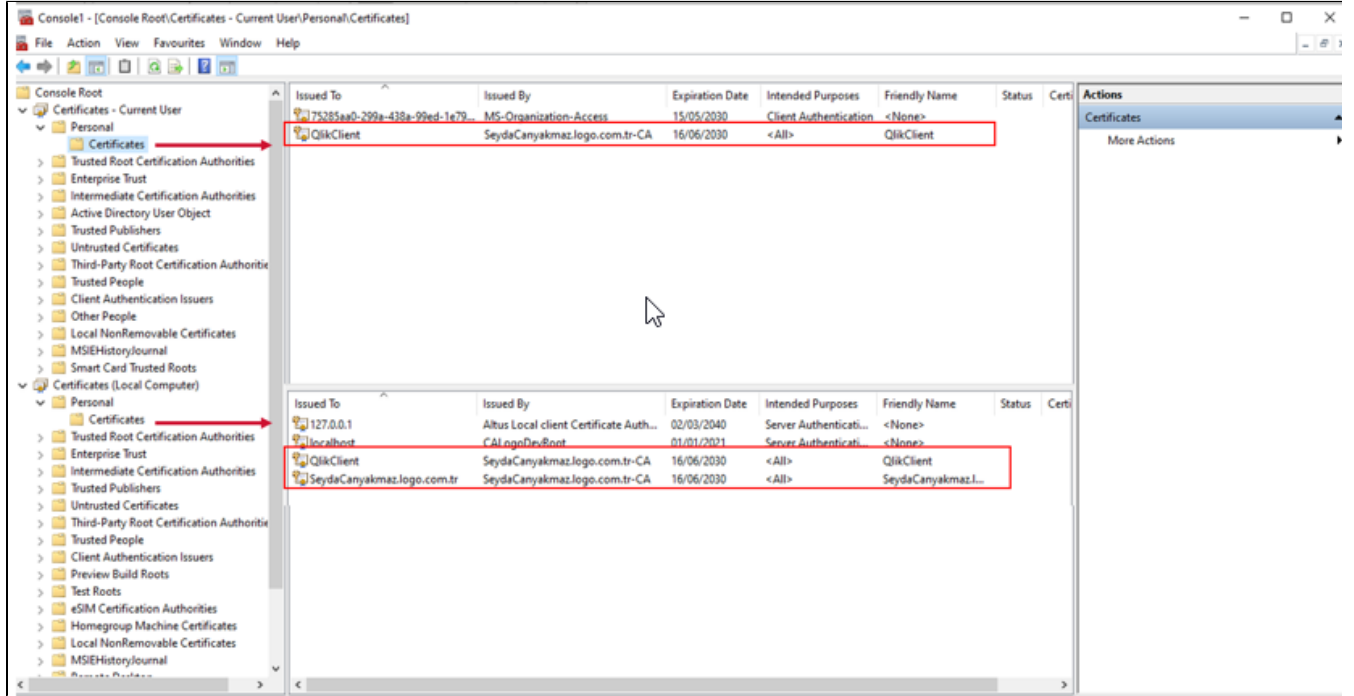 Console1 - [Console Root\Certificates - Current User\Personal\Certificates]
File Action View Favourites Window Help
Console Root
Certificates - Current User
Personal
Certificates
Trusted Root Certification Authorities
Enterprise Trust
Intermediate Certification Authorities
Active Directory User Object
Trusted Publishers
Untrusted Certificates
Third-Party Root Certification Authoritie
Trusted People
Client Authentication Issuers
Other People
Local NonRemovable Certificates
MSIEHistoryJournal
Smart Card Trusted Roots
Certificates (Local Computer)
Personal
Certificates
Trusted Root Certification Authorities
Enterprise Trust
Intermediate Certification Authorities
Trusted Publishers
Untrusted Certificates
Third-Party Root Certification Authoritie
Trusted People
Client Authentication Issuers
Preview Build Roots
Test Roots
eSIM Certification Authorities
Homegroup Machine Certificates
Local NonRemovable Certificates
MSIEHistoryJournal
Remote Desktop
Issued To Issued By Expiration Date Intended Purposes Friendly Name Status Certi
75285aa0-299a-438a-99ed-1e79... MS-Organization-Access 15/05/2030 Client Authentication <None>
QlikClient SeydaCanyakmaz.logo.com.tr-CA 16/06/2030 <All> QlikClient
Issued To Issued By Expiration Date Intended Purposes Friendly Name Status Certi
127.0.0.1 Altus Local client Certificate Auth... 02/03/2040 Server Authenticati... <None>
localhost CALogoDevRoot 01/01/2021 Server Authenticati... <None>
QlikClient SeydaCanyakmaz.logo.com.tr-CA 16/06/2030 <All> QlikClient
SeydaCanyakmaz.logo.com.tr SeydaCanyakmaz.logo.com.tr-CA 16/06/2030 <All> SeydaCanyakmaz.l...
Actions
Certificates
More Actions